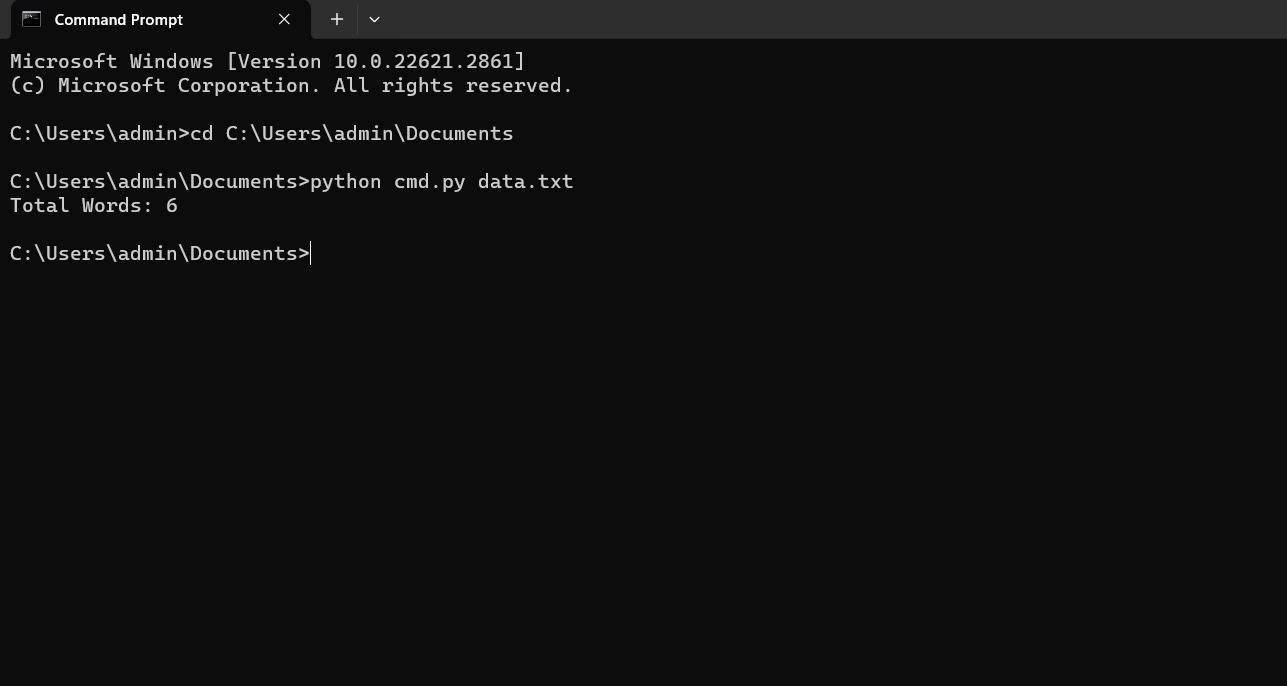 Command Prompt
Microsoft Windows [Version 10.0.22621.2861]
(c) Microsoft Corporation. All rights reserved.
C:\Users\admin>cd C:\Users\admin\Documents
C:\Users\admin\Documents>python cmd.py data.txt
Total Words: 6
C:\Users\admin\Documents>